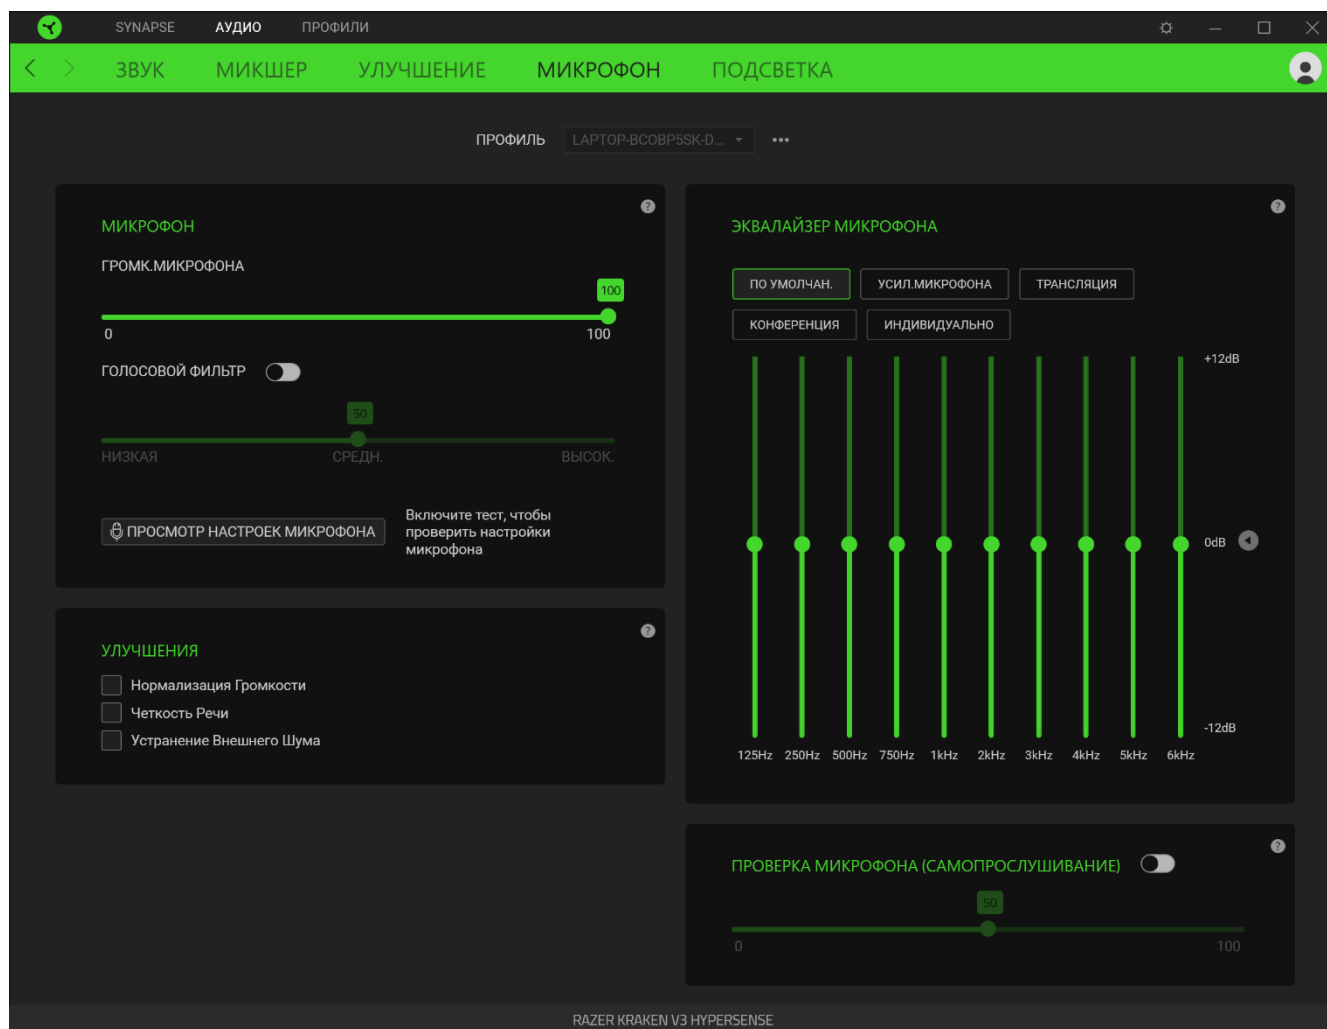 SYNAPSE АУДИО ПРОФИЛИ
ЗВУК МИКШЕР УЛУЧШЕНИЕ МИКРОФОН ПОДСВЕТКА
ПРОФИЛЬ LAPTOP-BCOBP5SK-D...
МИКРОФОН
ГРОМК.МИКРОФОНА
100
0 100
ГОЛОСОВОЙ ФИЛЬТР
50
НИЗКАЯ СРЕДН. ВЫСОК.
ПРОСМОТР НАСТРОЕК МИКРОФОНА
Включите тест, чтобы
проверить настройки
микрофона
УЛУЧШЕНИЯ
Нормализация Громкости
Четкость Речи
Устранение Внешнего Шума
ЭКВАЛАЙЗЕР МИКРОФОНА
ПО УМОЛЧАН. УСИЛ.МИКРОФОНА ТРАНСЛЯЦИЯ
КОНФЕРЕНЦИЯ ИНДИВИДУАЛЬНО
+12dB
0dB
-12dB
125Hz 250Hz 500Hz 750Hz 1kHz 2kHz 3kHz 4kHz 5kHz 6kHz
ПРОВЕРКА МИКРОФОНА (САМОПРОСЛУШИВАНИЕ)
50
0 100
RAZER KRAKEN V3 HYPERSENSE